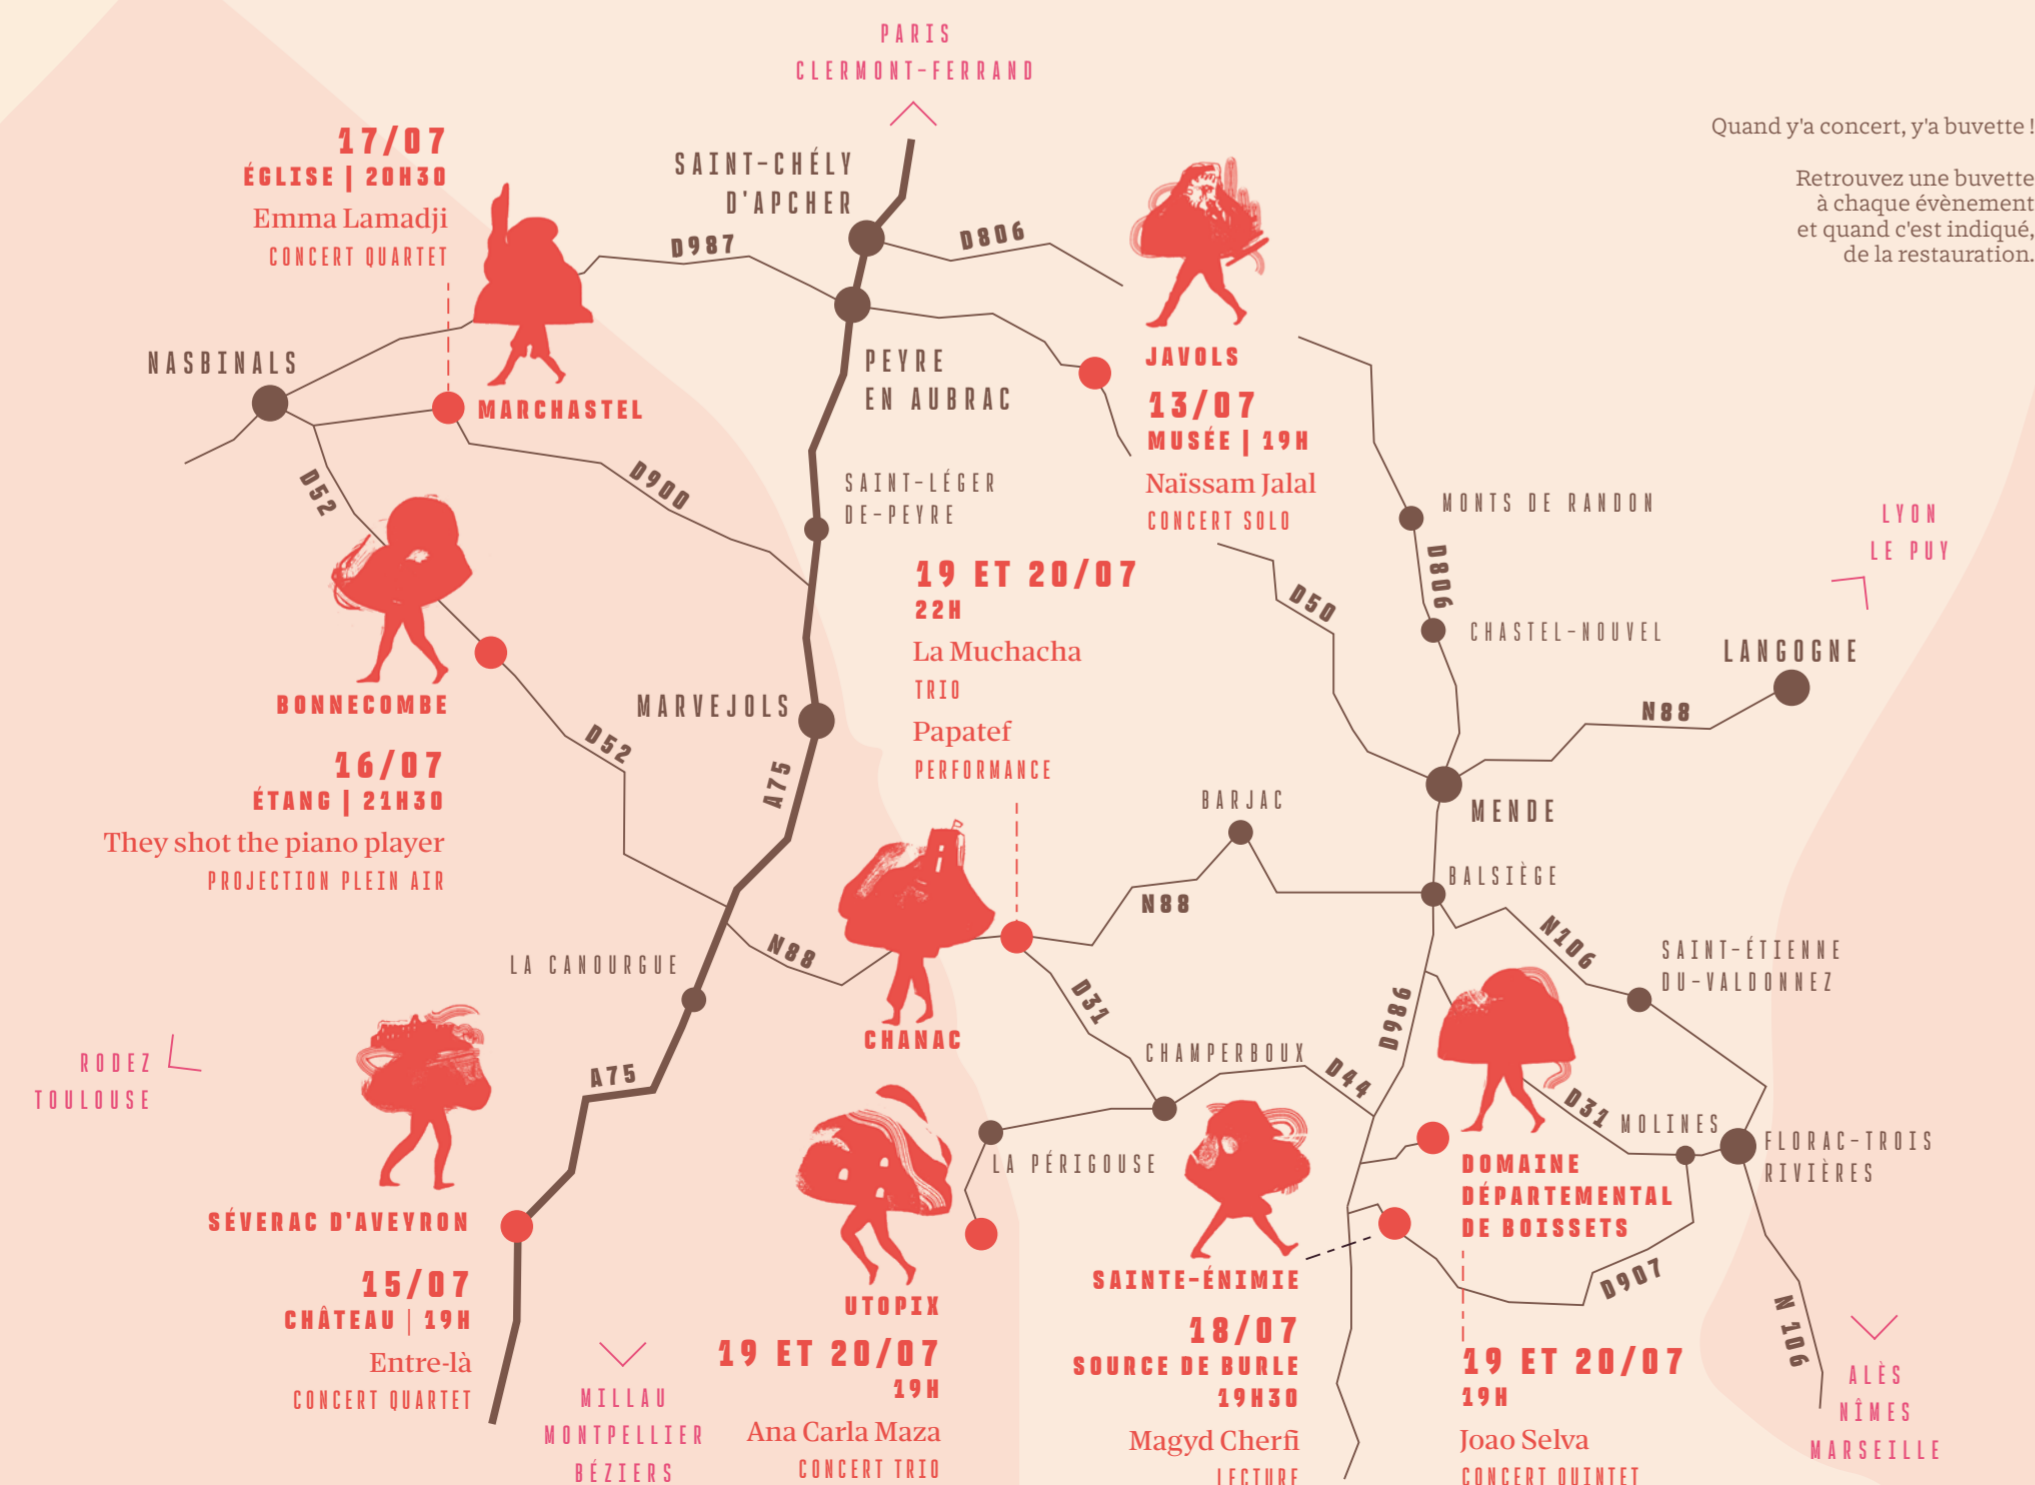 PARIS
CLERMONT-FERRAND
Quand y'a concert, y'a buvette !
Retrouvez une buvette
à chaque évènement
et quand c'est indiqué,
de la restauration.
17/07
ÉGLISE | 20H30
Emma Lamadji
CONCERT QUARTET
SAINT-CHÉLY
D'APCHER
D987
D806
NASBINALS
MARCHASTEL
PEYRE
EN AUBRAC
JAVOLS
13/07
MUSÉE | 19H
Naïssam Jalal
CONCERT SOLO
D52
D900
SAINT-LÉGER
DE-PEYRE
MONTS DE RANDON
LYON
LE PUY
D806
D50
CHASTEL-NOUVEL
LANGOGNE
N88
19 ET 20/07
22H
La Muchacha
TRIO
Papatef
PERFORMANCE
BONNECOMBE
16/07
ÉTANG | 21H30
They shot the piano player
PROJECTION PLEIN AIR
MARVEJOLS
D52
A75
BARJAC
MENDE
BALSIÈGE
N88
N106
SAINT-ÉTIENNE
DU-VALDONNEZ
LA CANOURGUE
N88
CHANAC
D31
D986
CHAMPERBOUX
D44
D31
MOLINES
FLORAC-TROIS
RIVIÈRES
RODEZ
TOULOUSE
A75
LA PÉRIGOUSE
SÉVERAC D'AVEYRON
15/07
CHÂTEAU | 19H
Entre-là
CONCERT QUARTET
MILLAU
MONTPELLIER
BÉZIERS
UTOPIX
19 ET 20/07
19H
Ana Carla Maza
CONCERT TRIO
SAINTE-ÉNIMIE
18/07
SOURCE DE BURLE
19H30
Magyd Cherfi
LECTURE
DOMAINE
DÉPARTEMENTAL
DE BOISSETS
19 ET 20/07
19H
Joao Selva
CONCERT QUINTET
D907
N 106
ALÈS
NÎMES
MARSEILLE